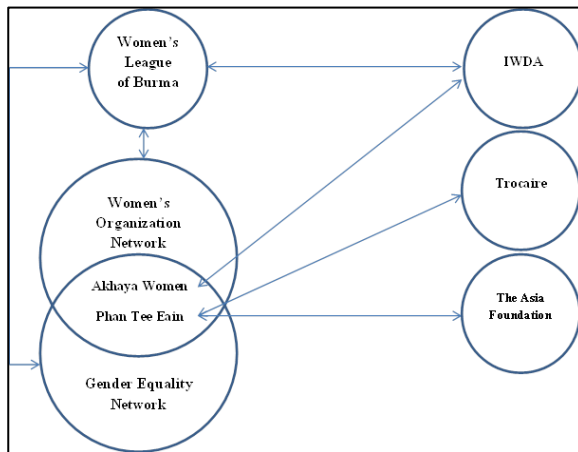 Women's
League
of Burma
IWDA
Women's
Organization
Network
Trocaire
Akhaya Women
Phan Tee Eain
The Asia
Foundation
Gender Equality
Network